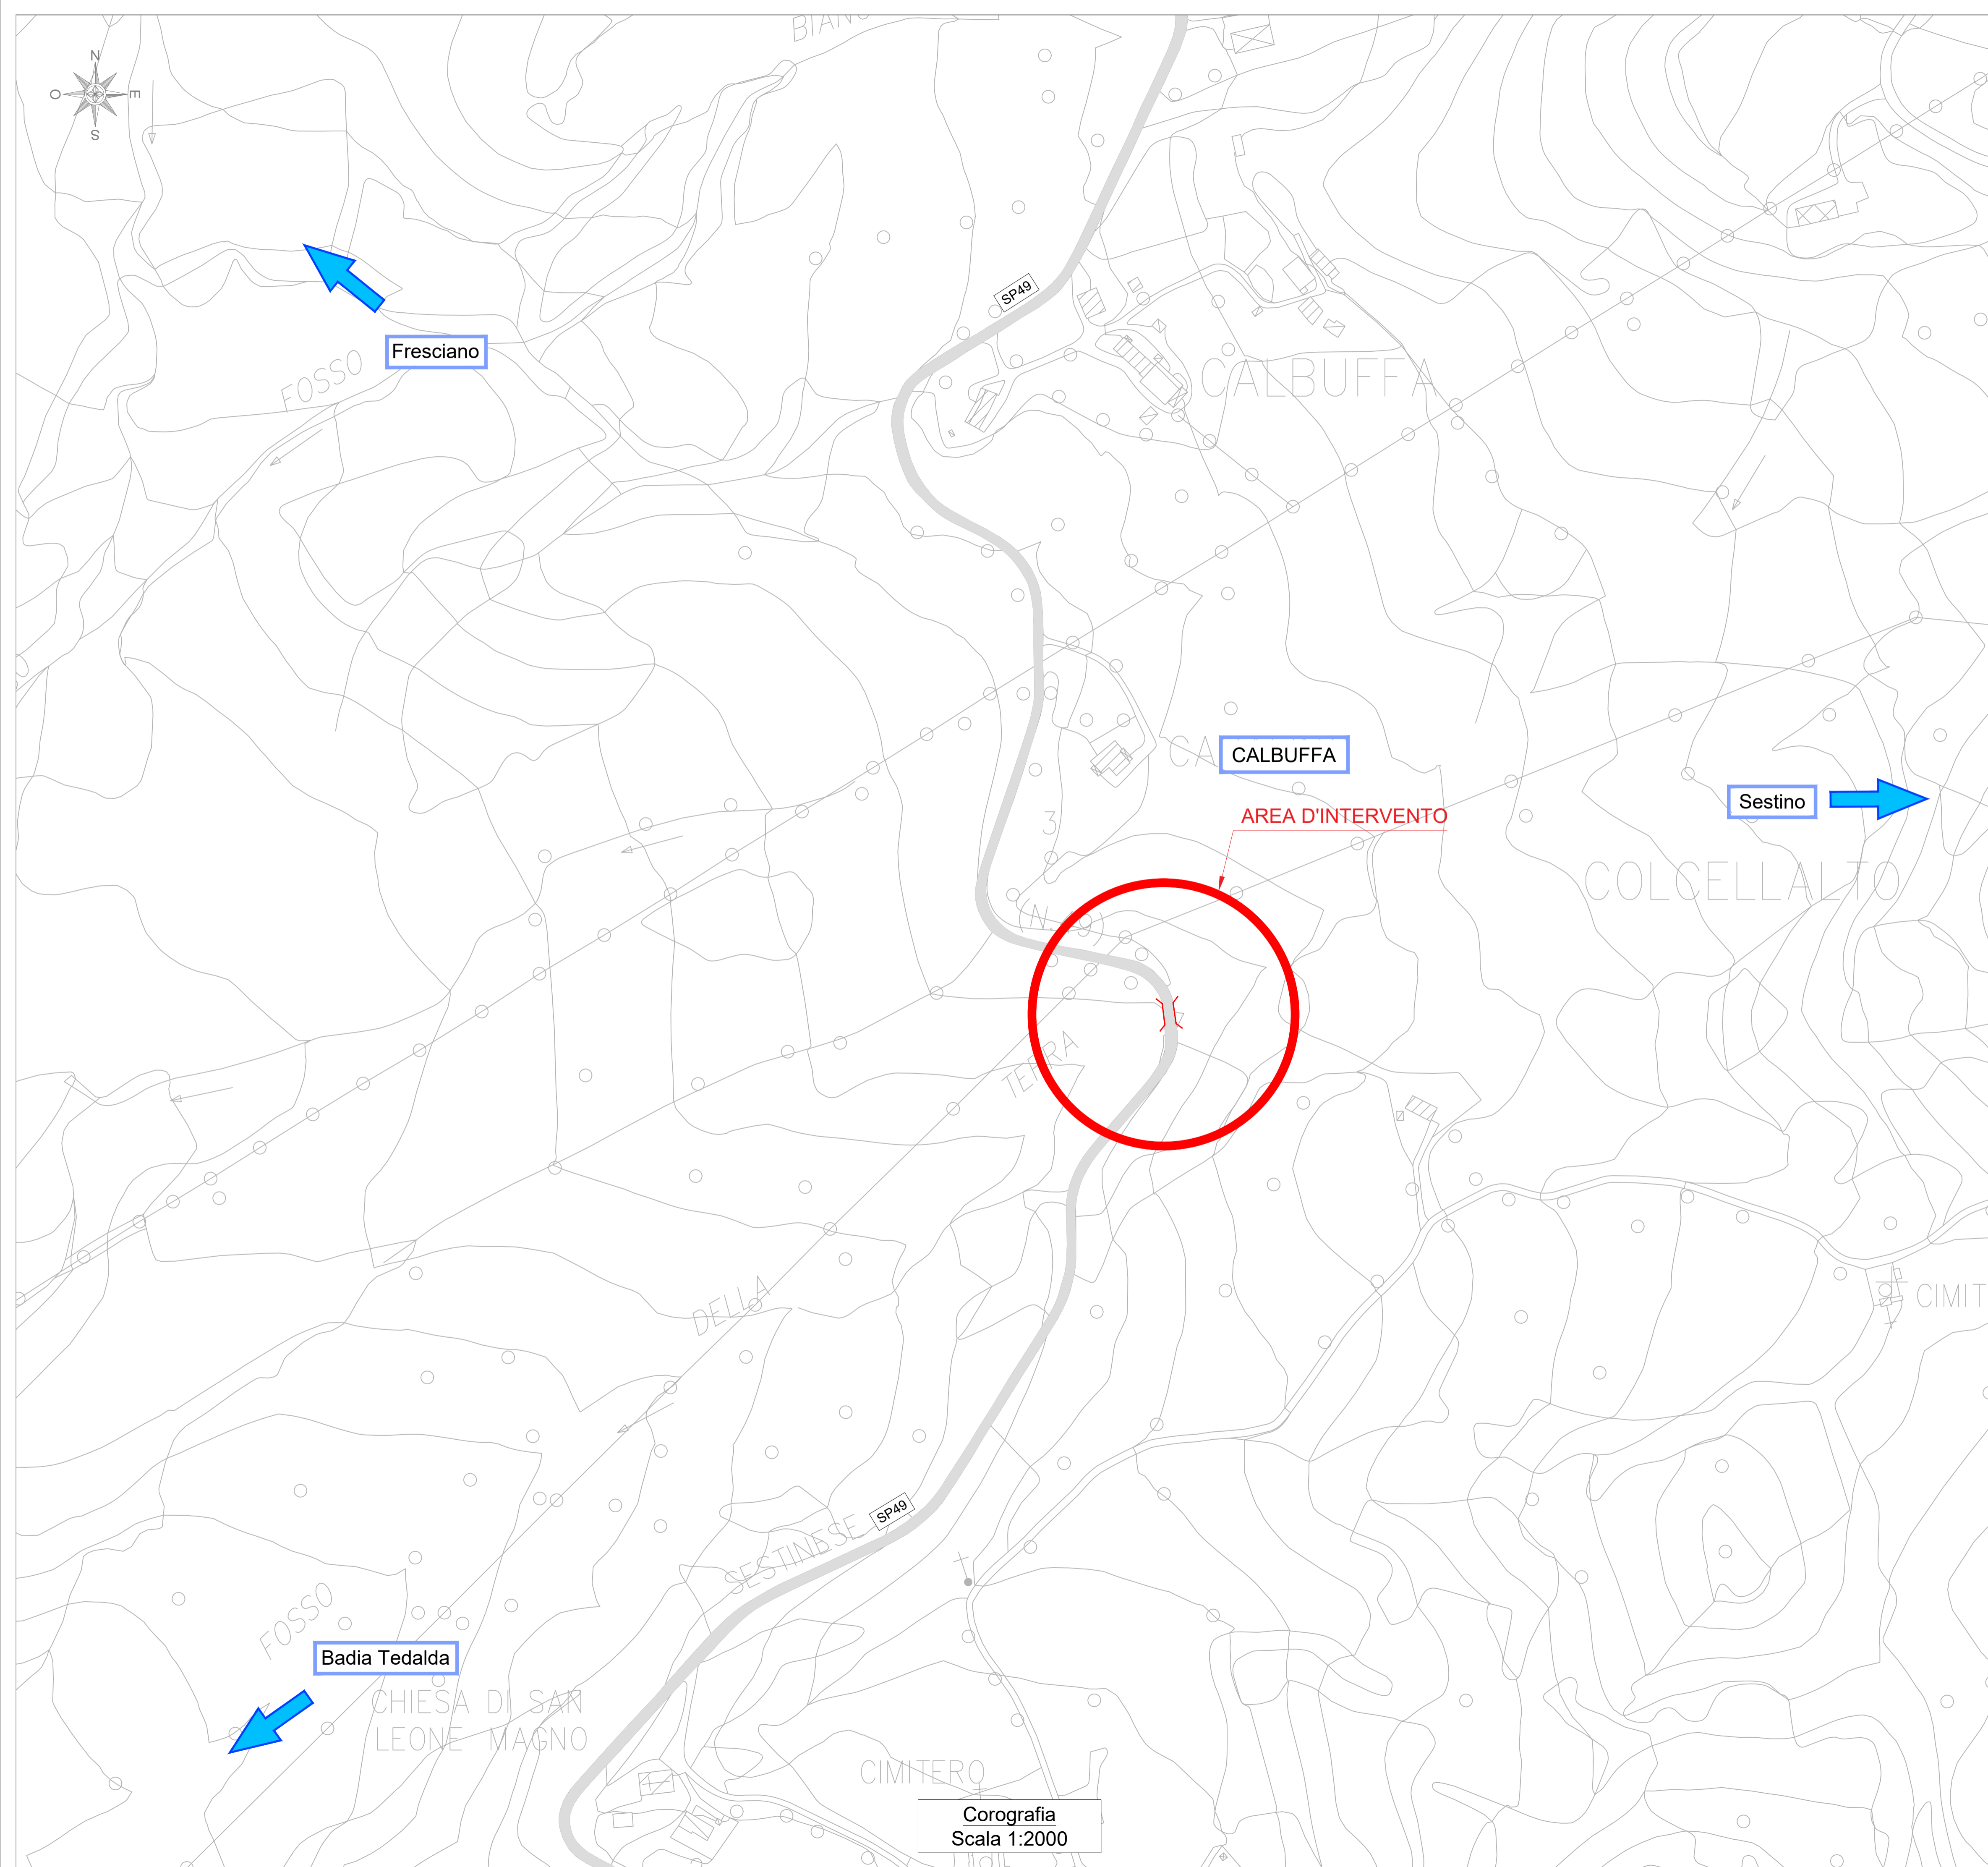 N
O
E
S
SP49
Fresciano
FOSSO
CALBUFFA
CALBUFFA
AREA D'INTERVENTO
Sestino
COLCELLALTO
TERRA
DELLA
CIMIT
SP49
SESTINESE
FOSSO
Badia Tedalda
CHIESA DI SAN
LEONE MAGNO
CIMITERO
Corografia
Scala 1:2000